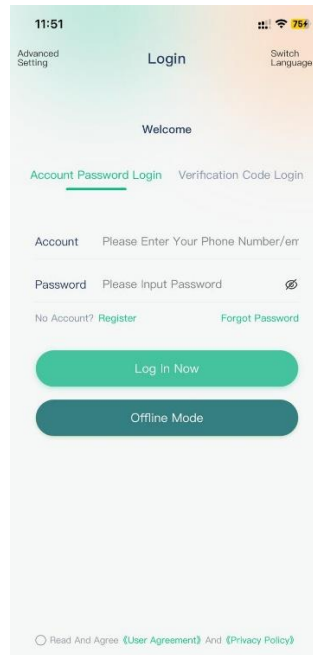 11:51
75
Advanced
Setting
Login
Switch
Language
Welcome
Account Password Login Verification Code Login
Account Please Enter Your Phone Number/em
Password Please Input Password
No Account? Register Forgot Password
Log In Now
Offline Mode
Read And Agree 《User Agreement》 And 《Privacy Policy》